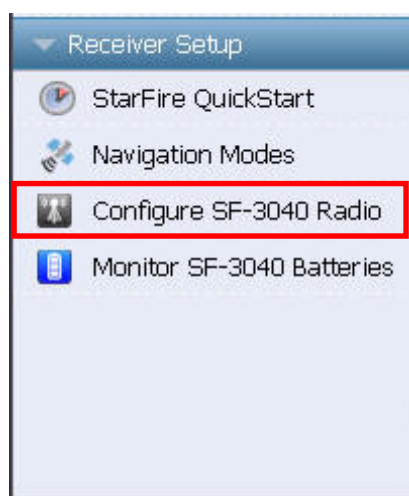 Receiver Setup
StarFire QuickStart
Navigation Modes
Configure SF-3040 Radio
Monitor SF-3040 Batteries